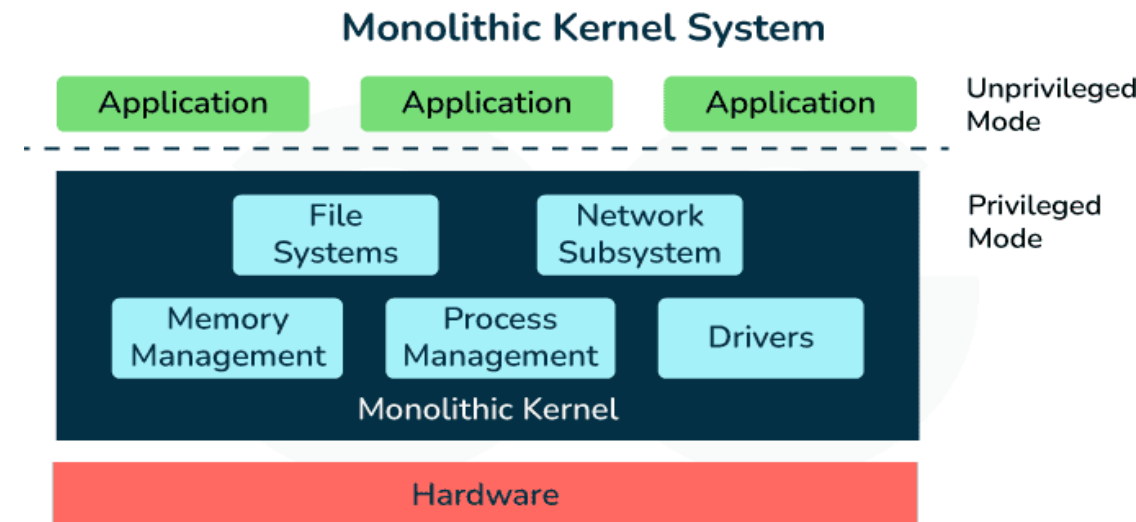 Monolithic Kernel System
Application
Application
Application
Unprivileged
Mode
Privileged
Mode
File
Systems
Network
Subsystem
Memory
Management
Process
Management
Drivers
Monolithic Kernel
Hardware